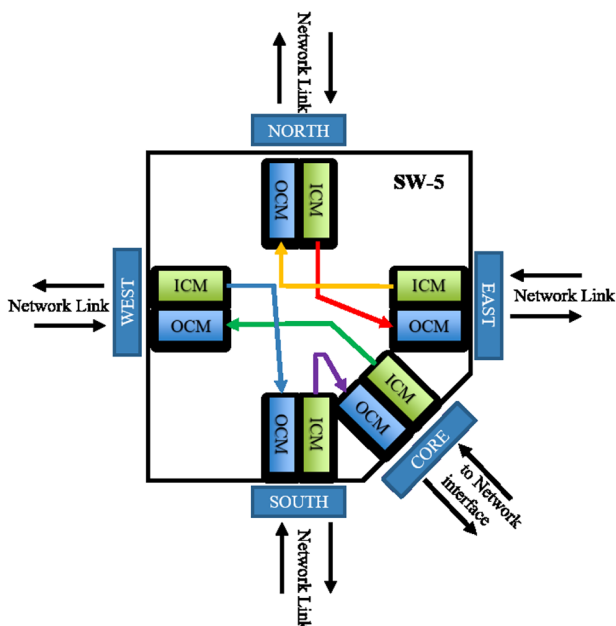 Network Link
NORTH
SW-5
OCM
ICM
WEST
ICM
OCM
ICM
OCM
EAST
Network Link
Network Link
ICM
OCM
OCM
ICM
CORE
to Network
interface
SOUTH
Network Link